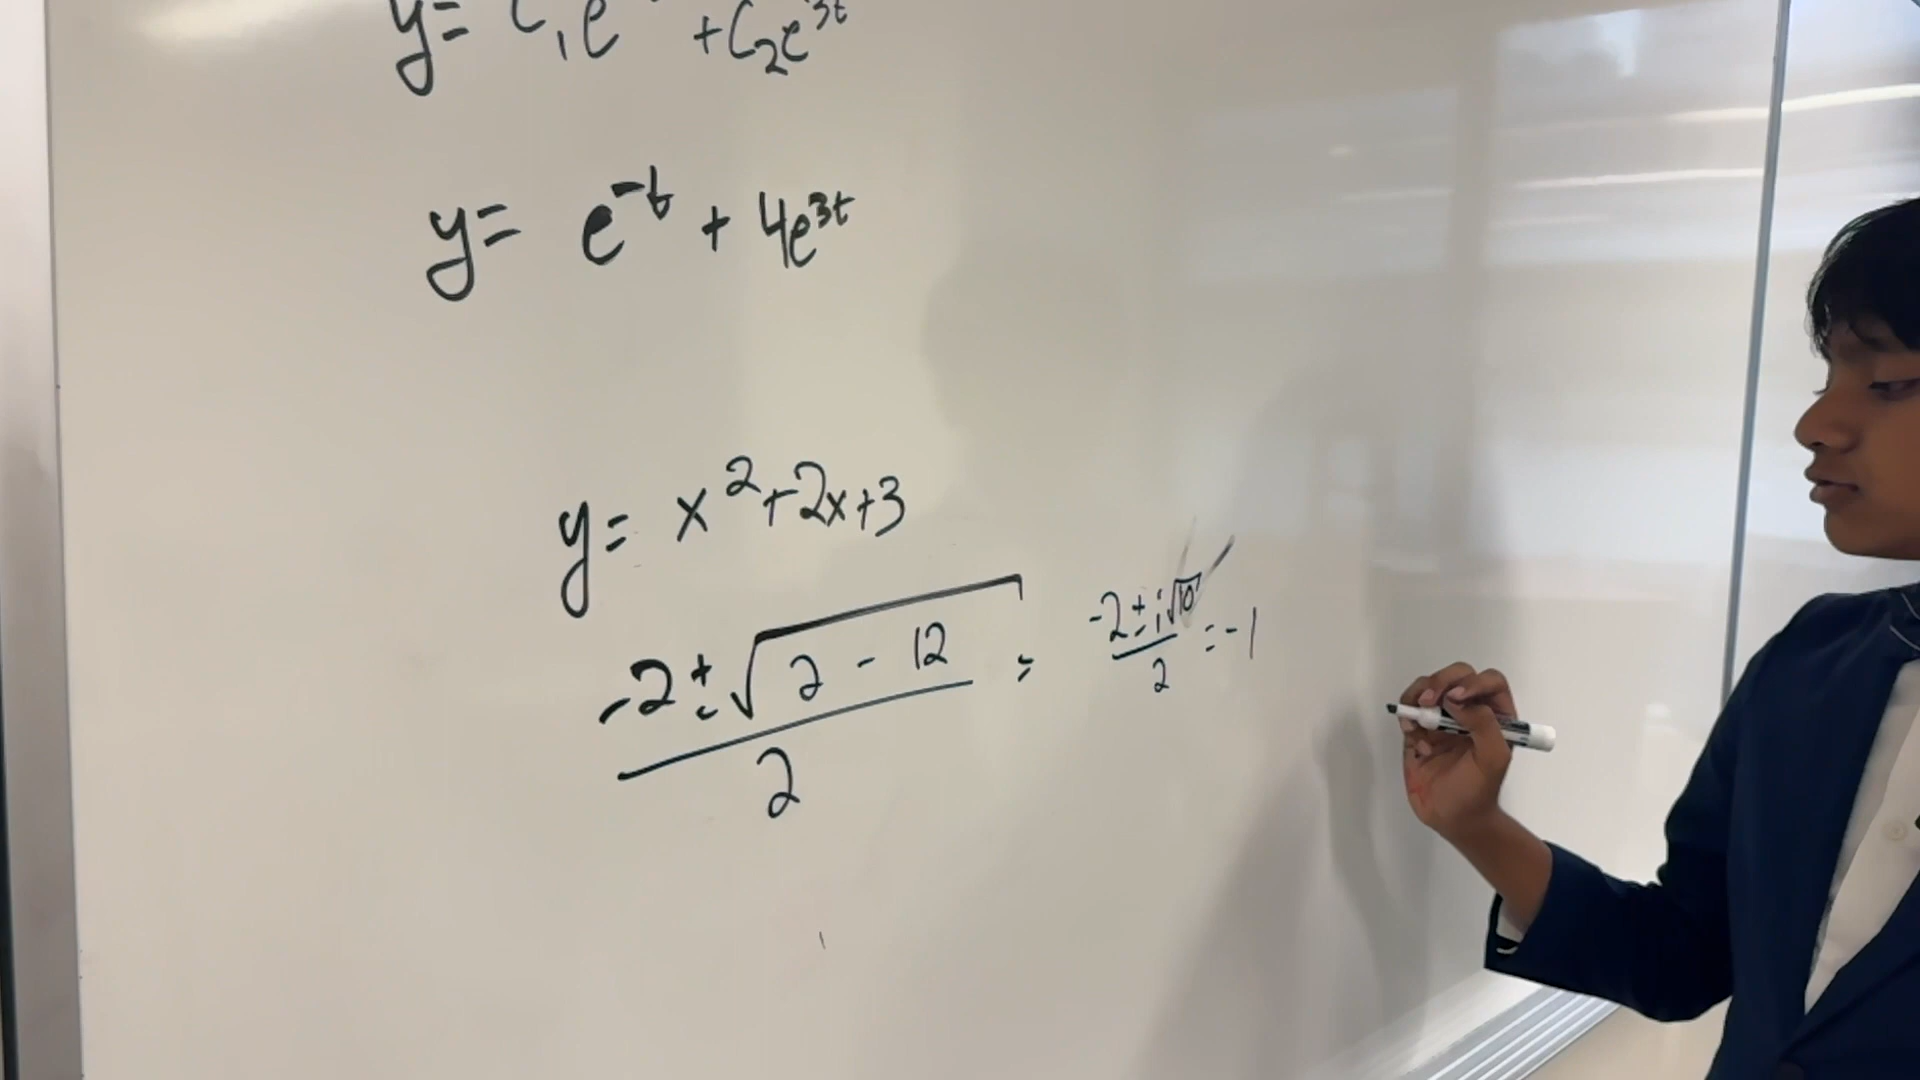 y= C₁e + C₂e³ᵗ
y= e⁻ᵗ + 4e³ᵗ
y= x²+2x+3
-2±√(2 - 12) / 2 = -2±i√10 / 2 = -1